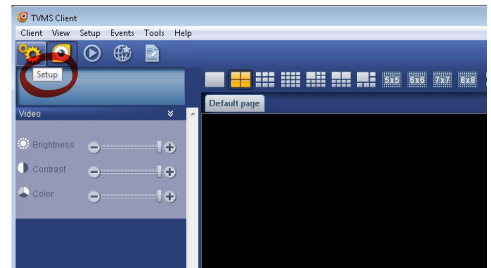 TVMS Client
Client View Setup Events Tools Help
Setup
5x5 6x6 7x7 8x8
Default page
Video
Brightness
Contrast
Color